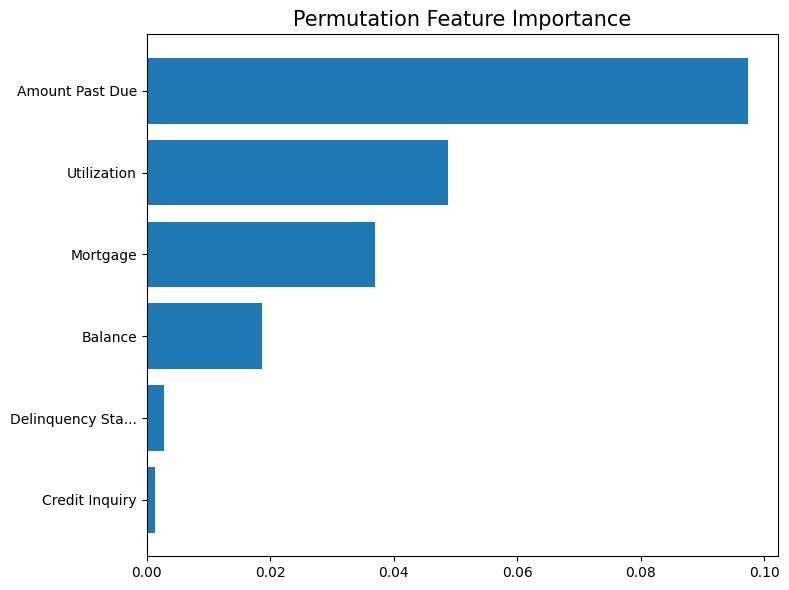 Permutation Feature Importance
Amount Past Due
Utilization
Mortgage
Balance
Delinquency Sta...
Credit Inquiry
0.00 0.02 0.04 0.06 0.08 0.10